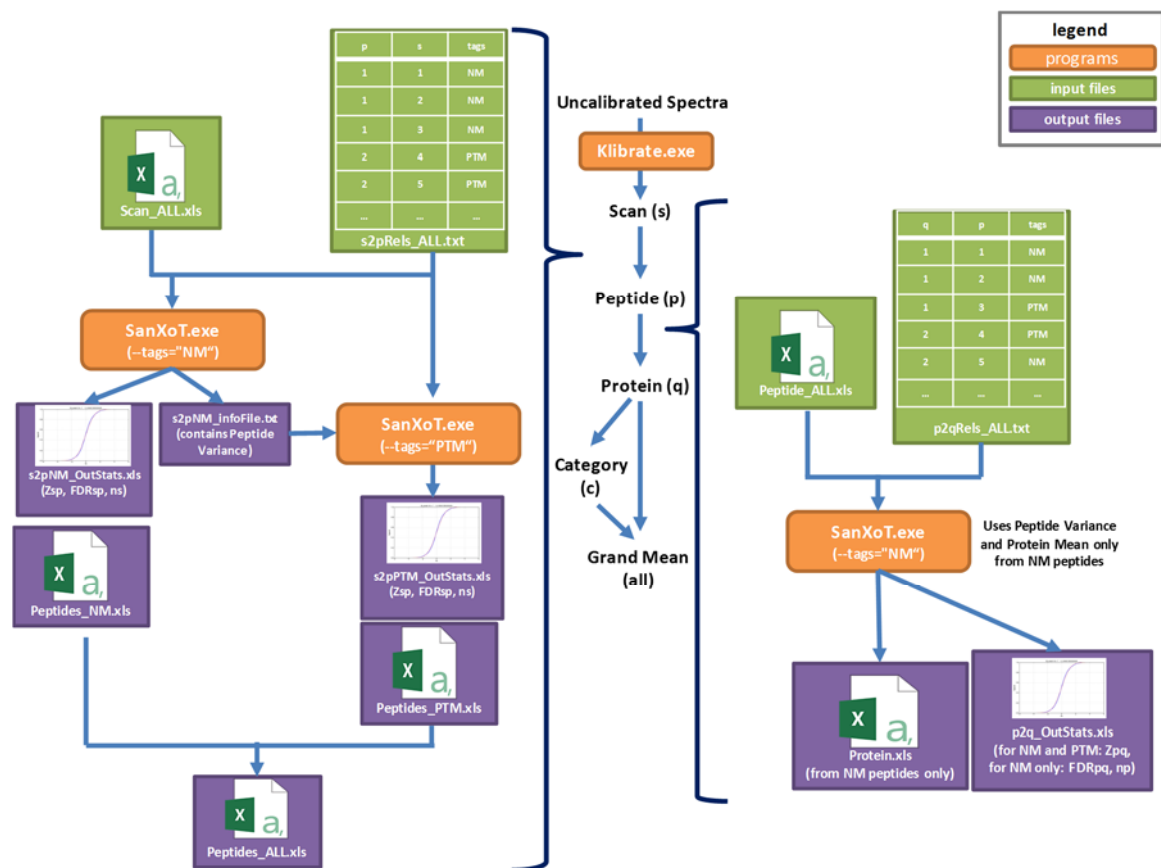 p s tags
1 1 NM
1 2 NM
1 3 NM
2 4 PTM
2 5 PTM
... ... ...
s2pRels_ALL.txt
X a,
Scan_ALL.xls
SanXoT.exe
(--tags="NM“)
s2pNM_OutStats.xls
(Zsp, FDRsp, ns)
s2pNM_infoFile.txt
(contains Peptide
Variance)
SanXoT.exe
(--tags=“PTM”)
X a,
Peptides_NM.xls
s2pPTM_OutStats.xls
(Zsp, FDRsp, ns)
X a,
Peptides_PTM.xls
X a,
Peptides_ALL.xls
Uncalibrated Spectra
Klibrate.exe
Scan (s)
Peptide (p)
Protein (q)
Category
(c)
Grand Mean
(all)
legend
programs
input files
output files
q p tags
1 1 NM
1 2 NM
1 3 PTM
2 4 PTM
2 5 NM
... ... ...
p2qRels_ALL.txt
X a,
Peptide_ALL.xls
SanXoT.exe
(--tags="NM“)
Uses Peptide Variance
and Protein Mean only
from NM peptides
X a,
Protein.xls
(from NM peptides only)
p2q_OutStats.xls
(for NM and PTM: Zpq,
for NM only: FDRpq, np)